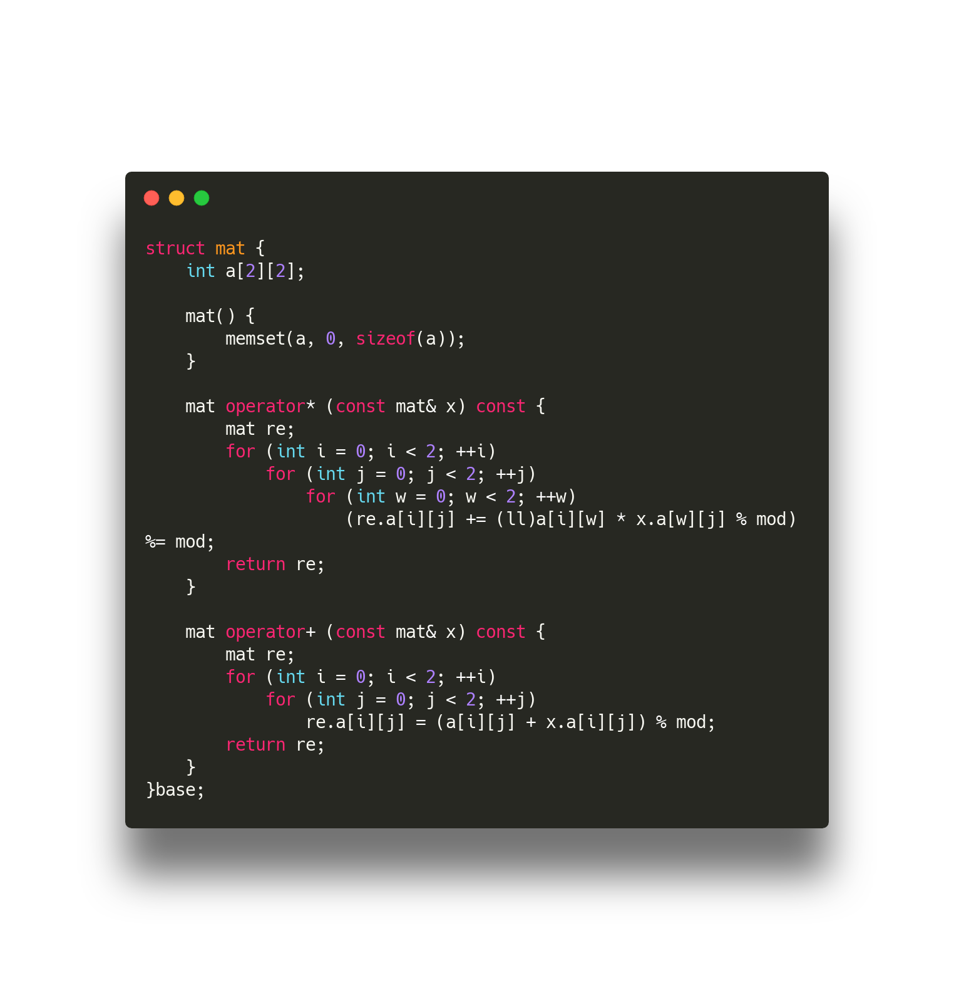 struct mat {
    int a[2][2];

    mat() {
        memset(a, 0, sizeof(a));
    }

    mat operator* (const mat& x) const {
        mat re;
        for (int i = 0; i < 2; ++i)
            for (int j = 0; j < 2; ++j)
                for (int w = 0; w < 2; ++w)
                    (re.a[i][j] += (ll)a[i][w] * x.a[w][j] % mod)
%= mod;
        return re;
    }

    mat operator+ (const mat& x) const {
        mat re;
        for (int i = 0; i < 2; ++i)
            for (int j = 0; j < 2; ++j)
                re.a[i][j] = (a[i][j] + x.a[i][j]) % mod;
        return re;
    }
}base;